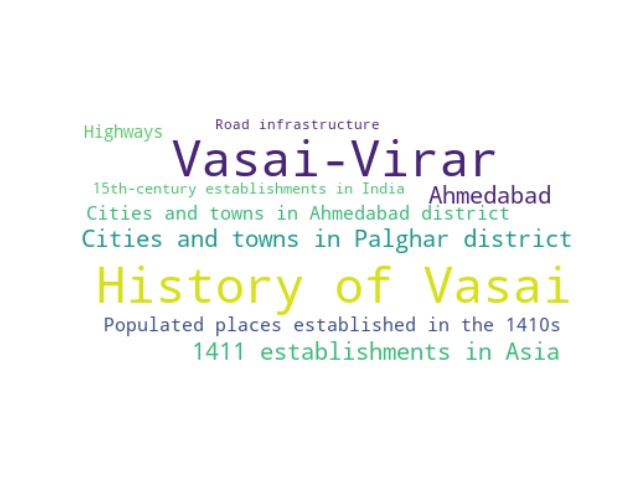 Road infrastructure
Highways
Vasai-Virar
15th-century establishments in India
Ahmedabad
Cities and towns in Ahmedabad district
Cities and towns in Palghar district
History of Vasai
Populated places established in the 1410s
1411 establishments in Asia